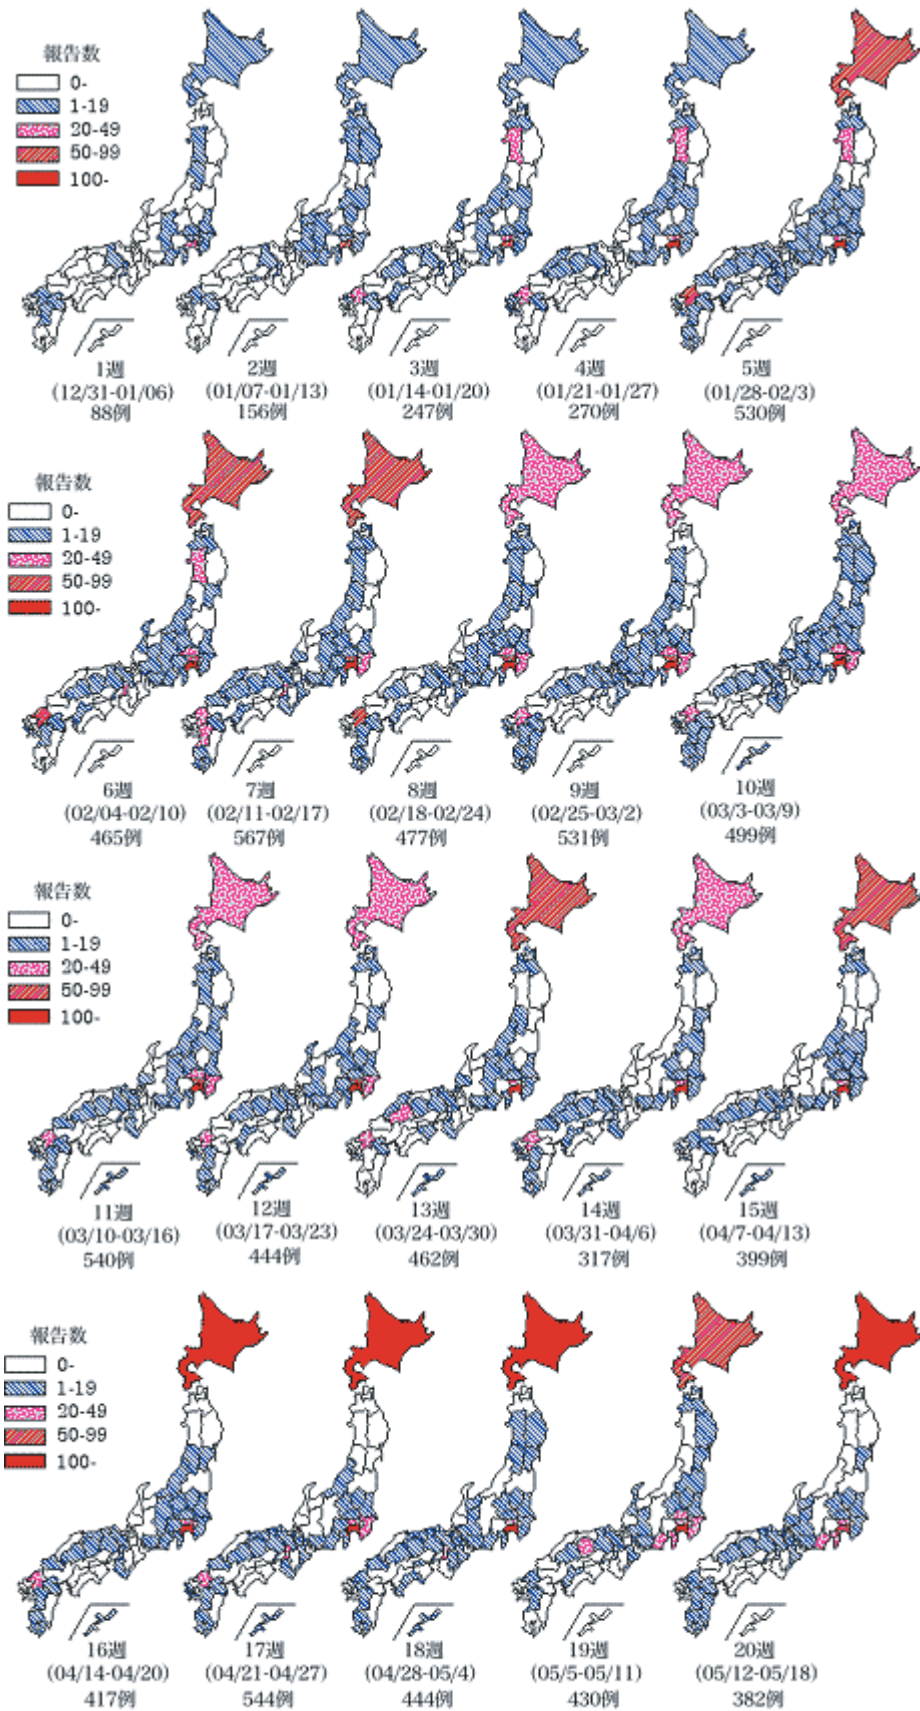 報告数
0-
1-19
20-49
50-99
100-
1週
(12/31-01/06)
88例
2週
(01/07-01/13)
156例
3週
(01/14-01/20)
247例
4週
(01/21-01/27)
270例
5週
(01/28-02/3)
530例
報告数
0-
1-19
20-49
50-99
100-
6週
(02/04-02/10)
465例
7週
(02/11-02/17)
567例
8週
(02/18-02/24)
477例
9週
(02/25-03/2)
531例
10週
(03/3-03/9)
499例
報告数
0-
1-19
20-49
50-99
100-
11週
(03/10-03/16)
540例
12週
(03/17-03/23)
444例
13週
(03/24-03/30)
462例
14週
(03/31-04/6)
317例
15週
(04/7-04/13)
399例
報告数
0-
1-19
20-49
50-99
100-
16週
(04/14-04/20)
417例
17週
(04/21-04/27)
544例
18週
(04/28-05/4)
444例
19週
(05/5-05/11)
430例
20週
(05/12-05/18)
382例